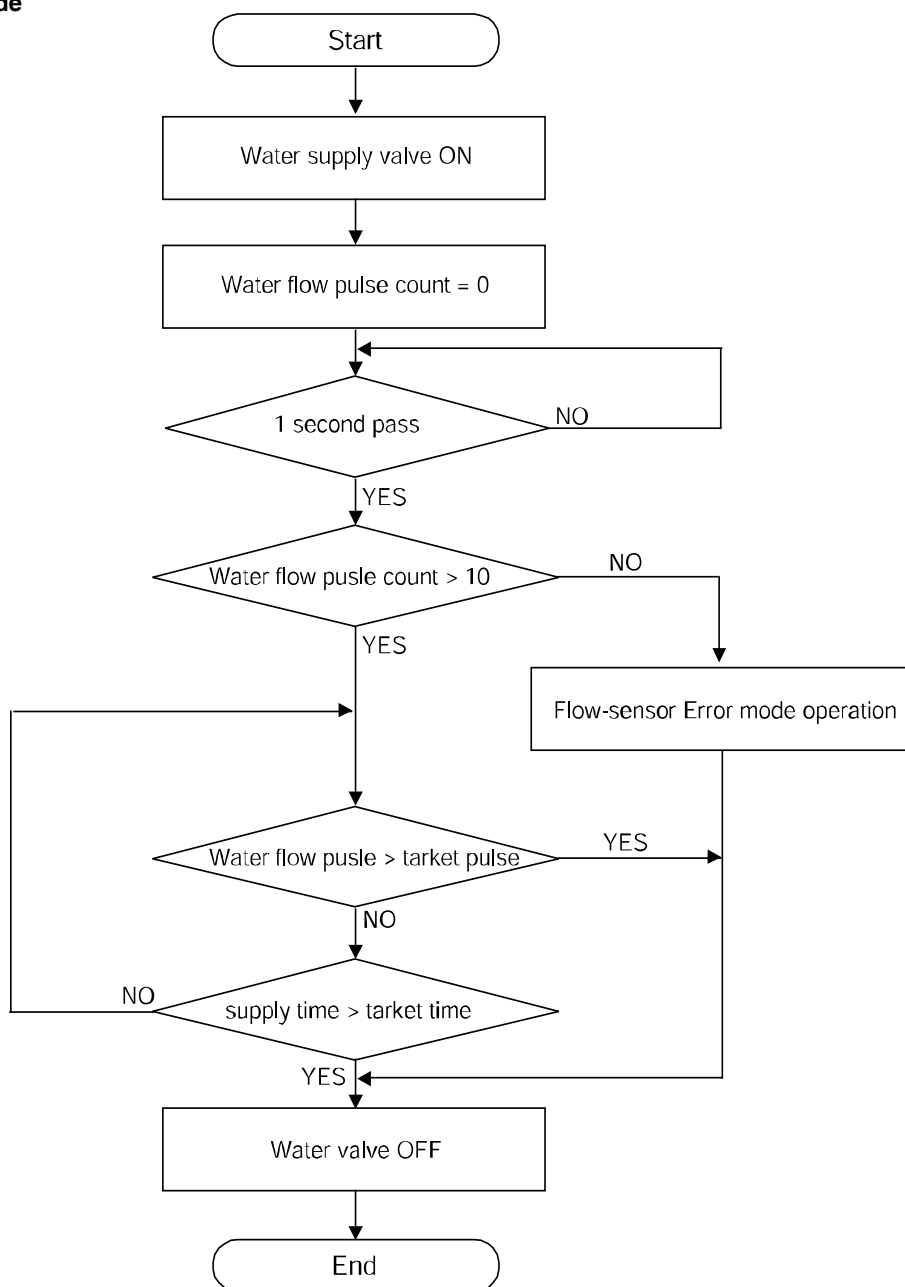 de
Start
Water supply valve ON
Water flow pulse count = 0
1 second pass
NO
YES
Water flow pusle count > 10
NO
YES
Flow-sensor Error mode operation
Water flow pusle > tarket pulse
YES
NO
supply time > tarket time
NO
YES
Water valve OFF
End